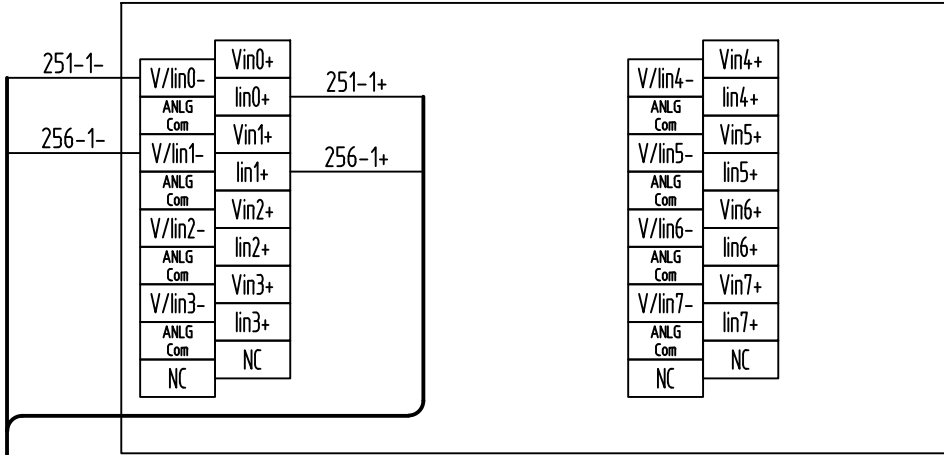 251-1-
V/Iin0-
Vin0+
ANLG
Com
Iin0+
251-1+
256-1-
V/Iin1-
Vin1+
ANLG
Com
Iin1+
256-1+
V/Iin2-
Vin2+
ANLG
Com
Iin2+
V/Iin3-
Vin3+
ANLG
Com
Iin3+
NC
NC
V/Iin4-
Vin4+
ANLG
Com
Iin4+
V/Iin5-
Vin5+
ANLG
Com
Iin5+
V/Iin6-
Vin6+
ANLG
Com
Iin6+
V/Iin7-
Vin7+
ANLG
Com
Iin7+
NC
NC